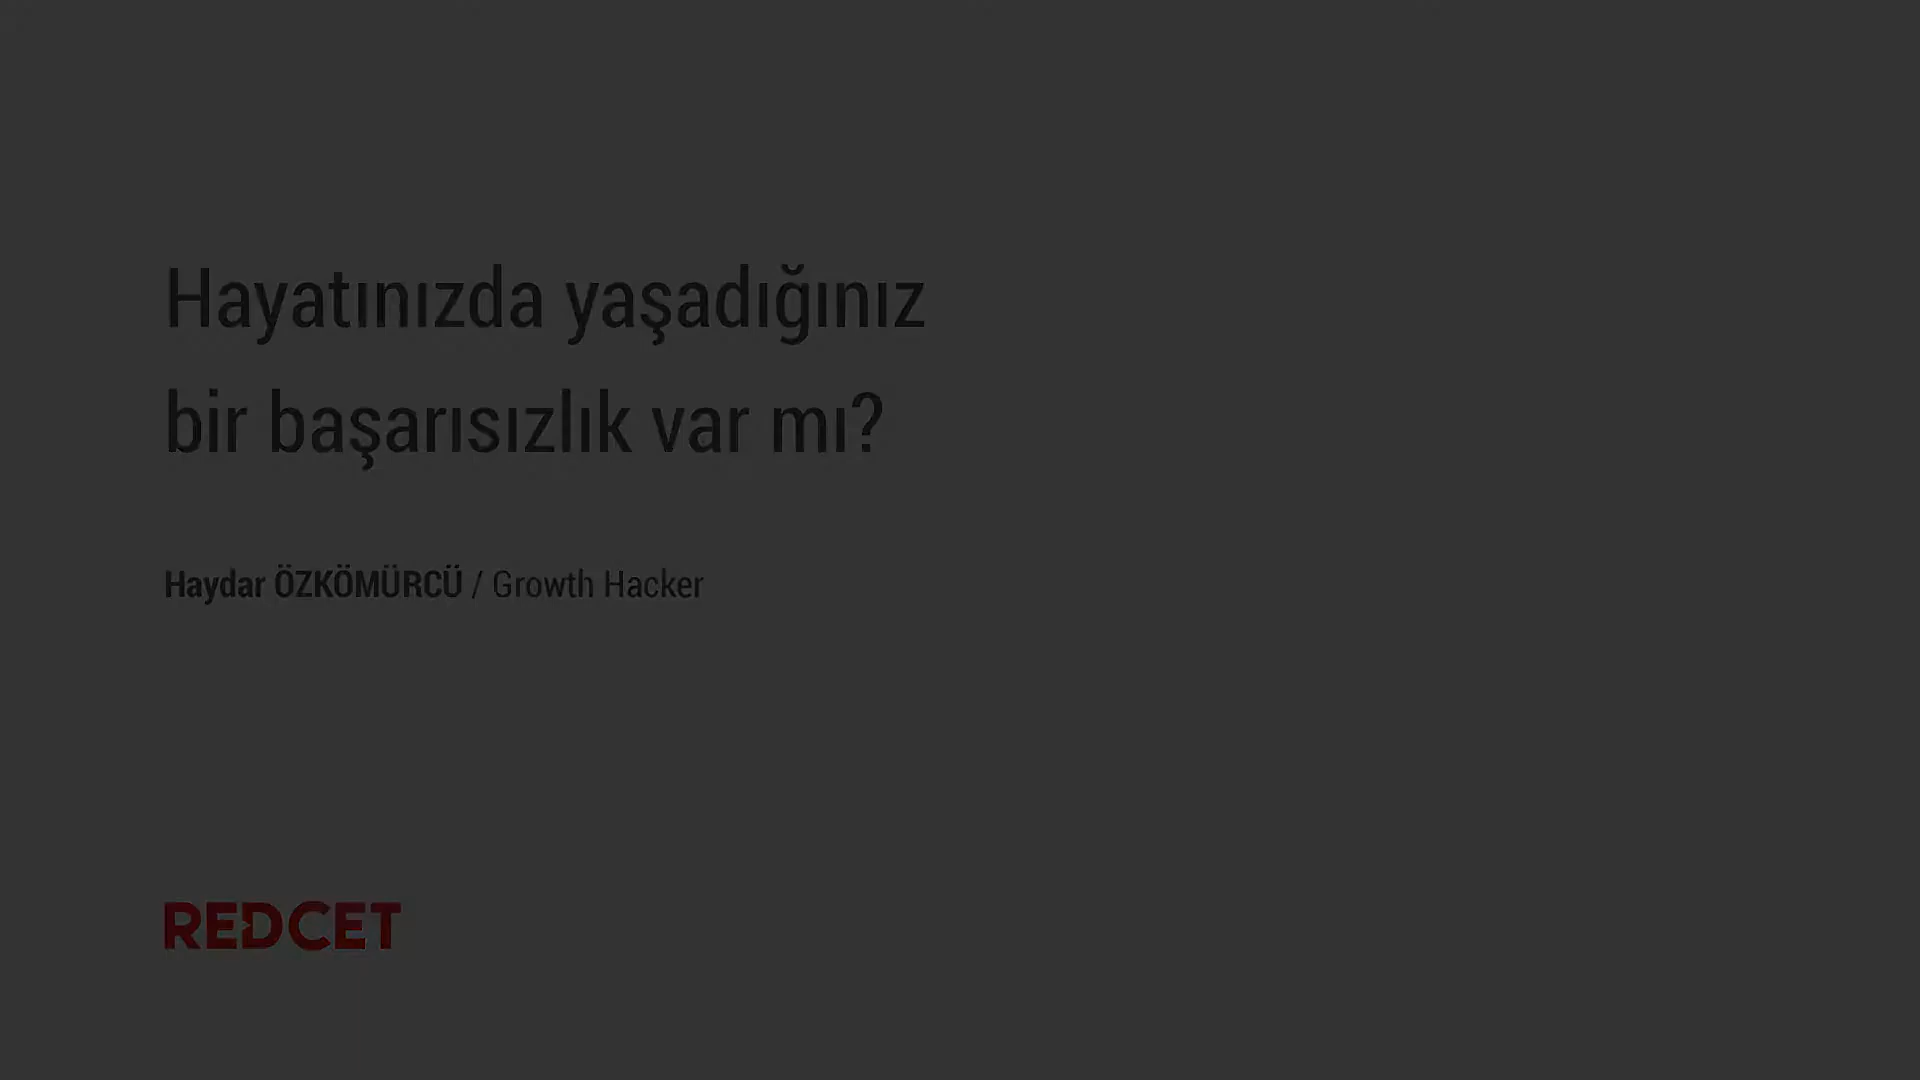 Hayatınızda yaşadığınız
bir başarısızlık var mı?
Haydar ÖZKÖMÜRCÜ / Growth Hacker
REDCET